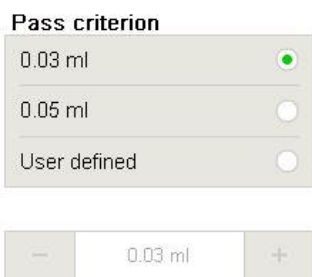 Pass criterion
0.03 ml
0.05 ml
User defined
− 0.03 ml +